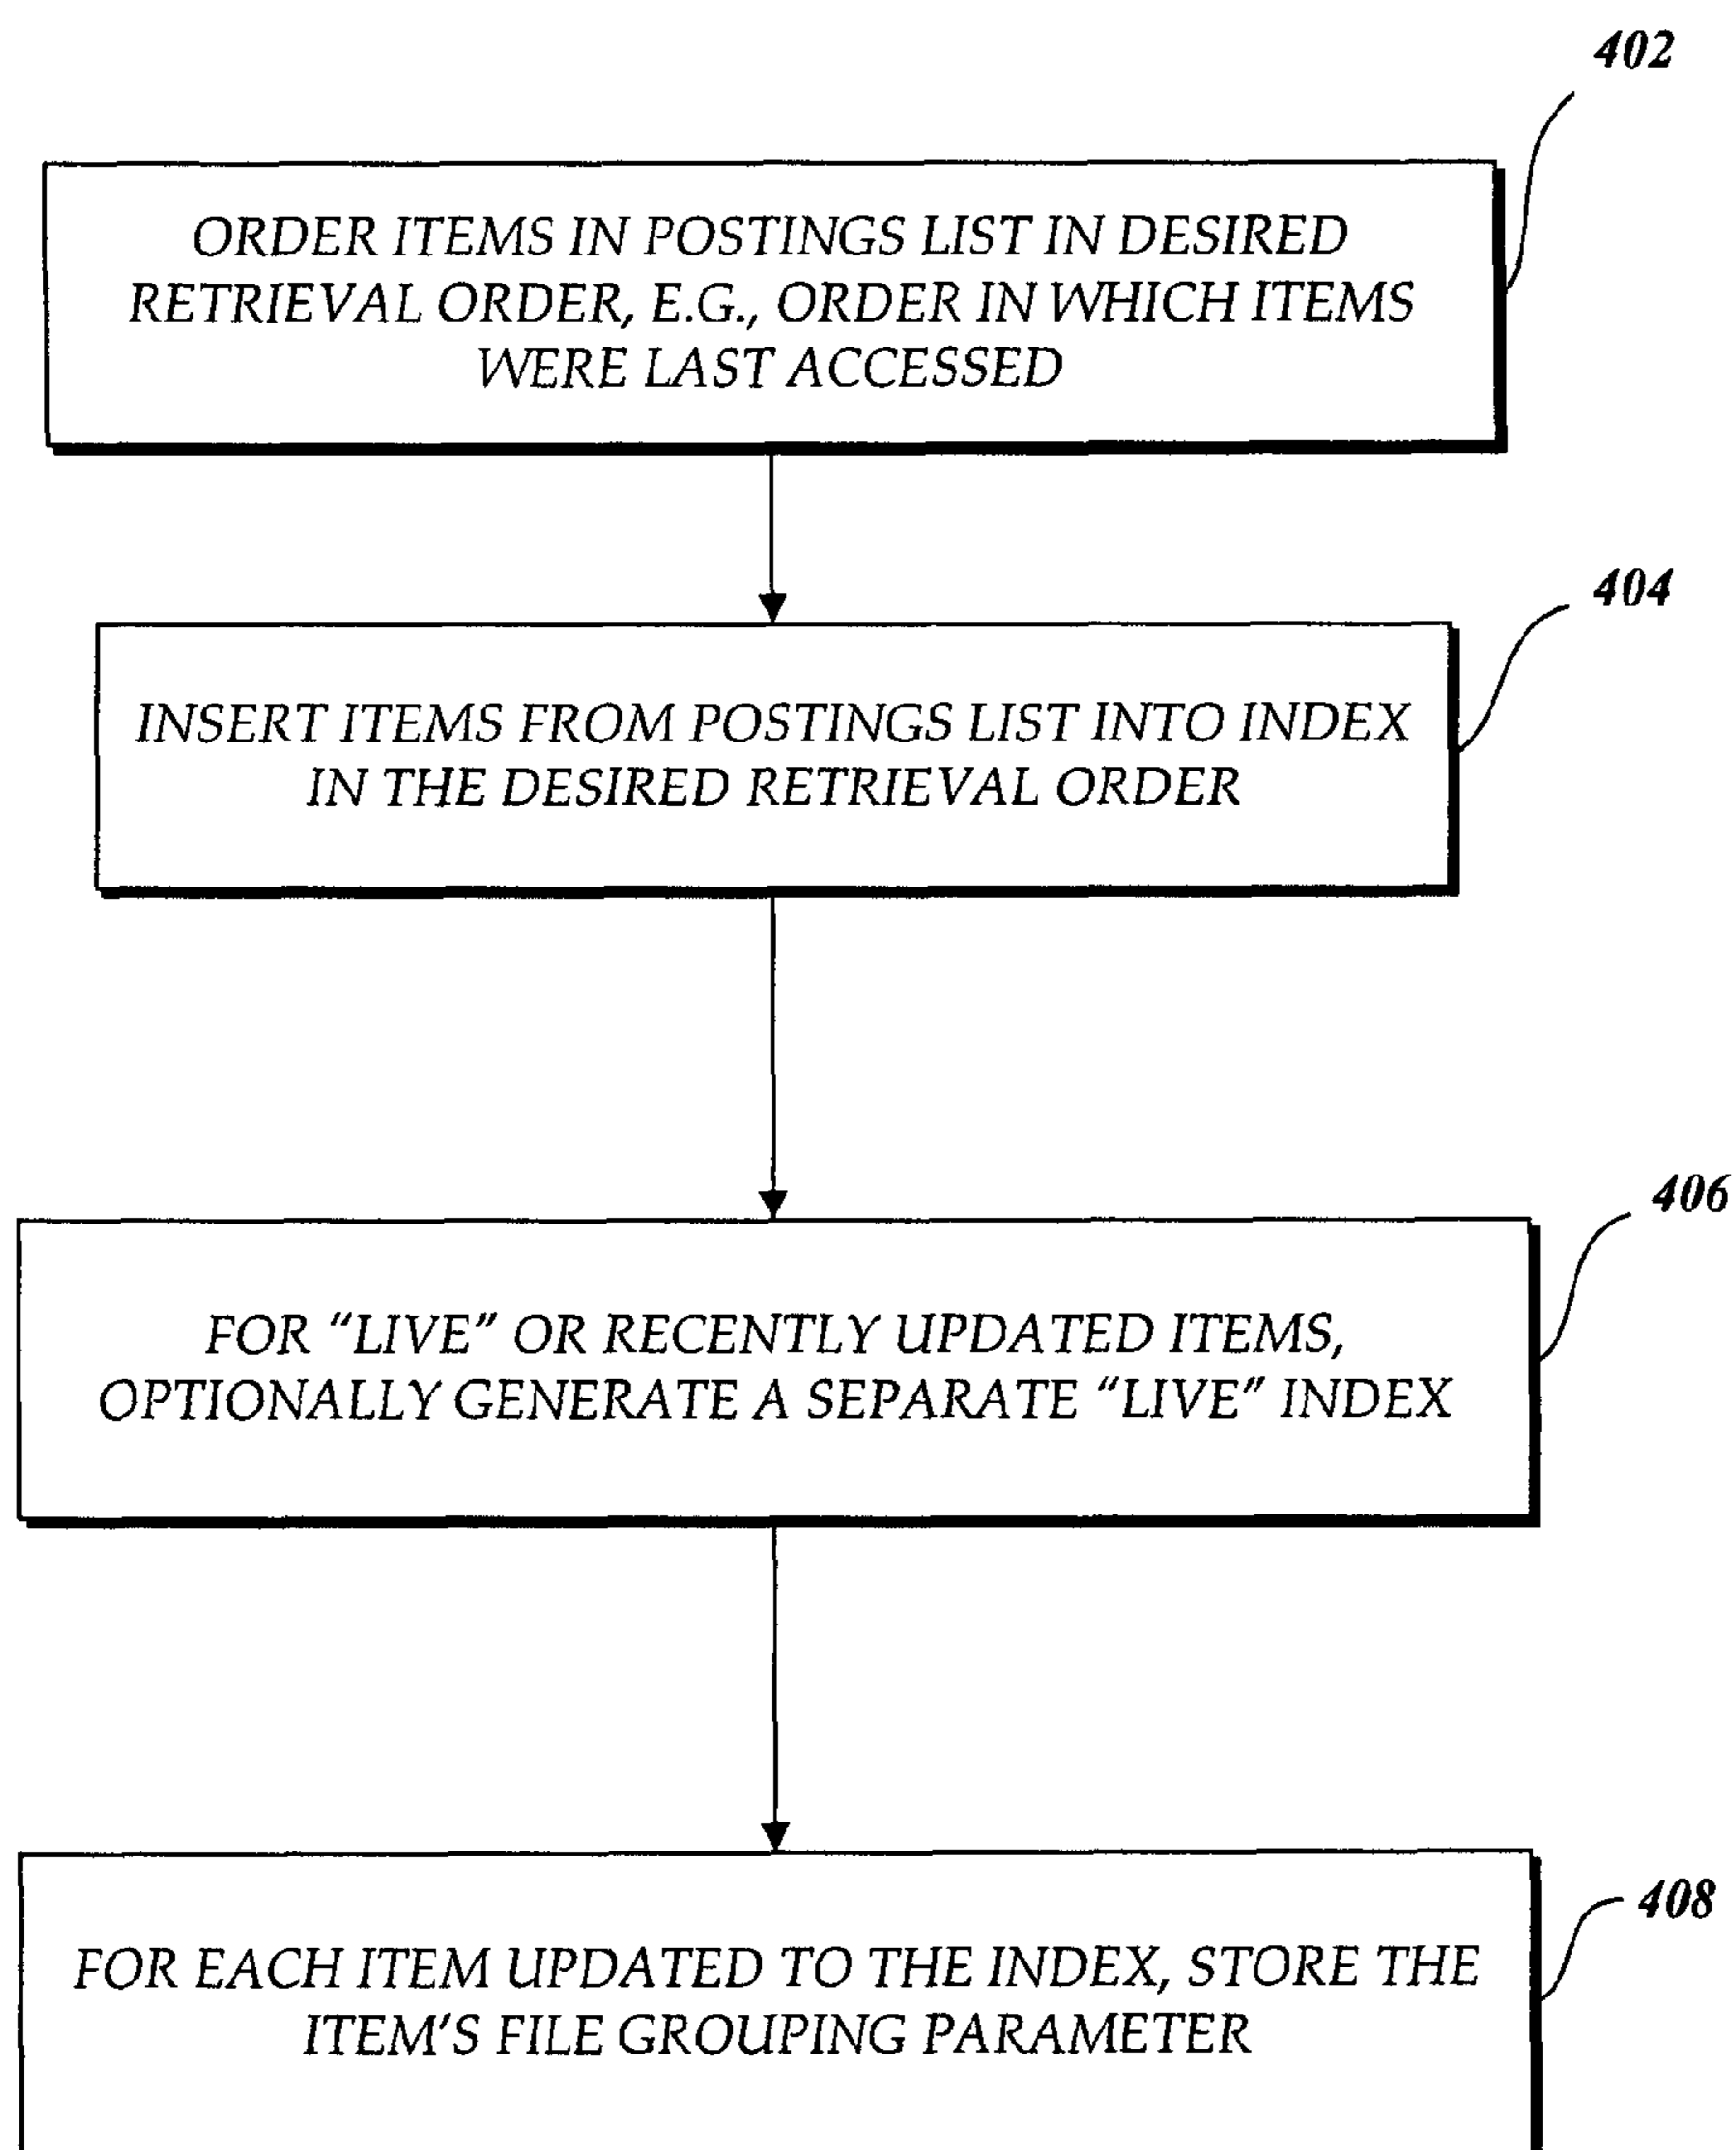 402
ORDER ITEMS IN POSTINGS LIST IN DESIRED
RETRIEVAL ORDER, E.G., ORDER IN WHICH ITEMS
WERE LAST ACCESSED
404
INSERT ITEMS FROM POSTINGS LIST INTO INDEX
IN THE DESIRED RETRIEVAL ORDER
406
FOR “LIVE” OR RECENTLY UPDATED ITEMS,
OPTIONALLY GENERATE A SEPARATE “LIVE” INDEX
408
FOR EACH ITEM UPDATED TO THE INDEX, STORE THE
ITEM'S FILE GROUPING PARAMETER